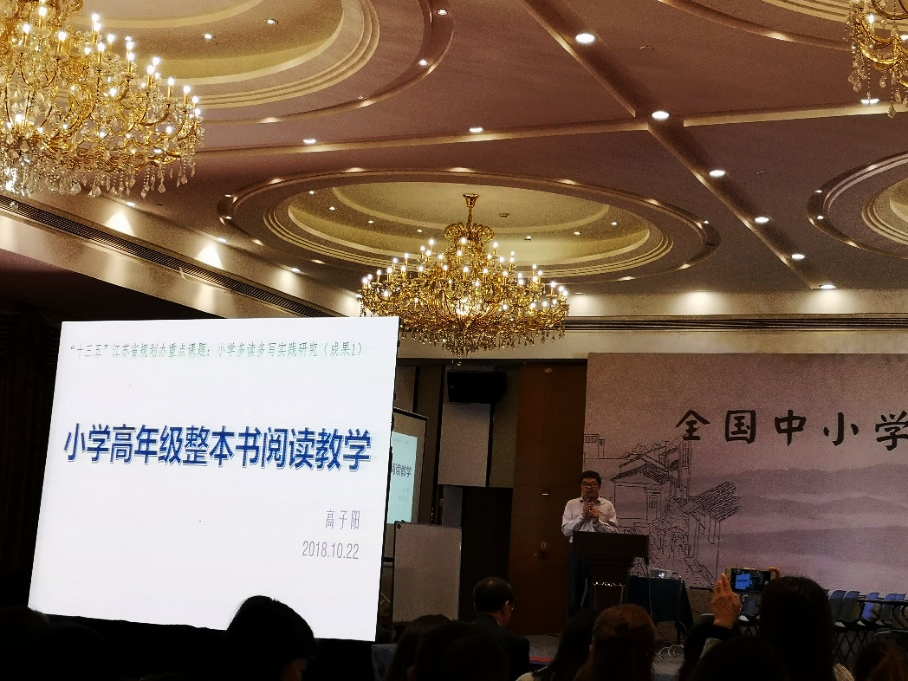 “十三五”江苏省规划办重点课题：小学多读多写实践研究（成果1）
小学高年级整本书阅读教学
高子阳
2018.10.22
全国中小学